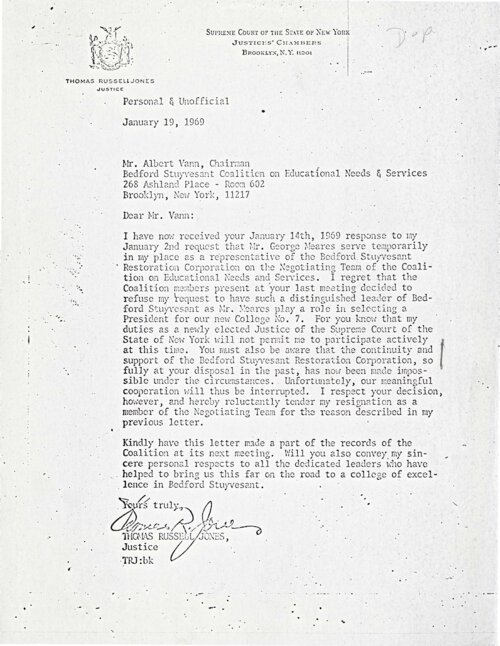 SUPREME COURT OF THE STATE OF NEW YORK
JUSTICES' CHAMBERS
BROOKLYN, N.Y. 11201
THOMAS RUSSELL JONES
JUSTICE
Personal & Unofficial
January 19, 1969
Mr. Albert Vann, Chairman
Bedford Stuyvesant Coalition on Educational Needs & Services
268 Ashland Place - Room 602
Brooklyn, New York, 11217
Dear Mr. Vann:
I have now received your January 14th, 1969 response to my
January 2nd request that Mr. George Meares serve temporarily
in my place as a representative of the Bedford Stuyvesant
Restoration Corporation on the Negotiating Team of the Coali-
tion on Educational Needs and Services. I regret that the
Coalition members present at your last meeting decided to
refuse my request to have such a distinguished leader of Bed-
ford Stuyvesant as Mr. Meares play a role in selecting a
President for our new College No. 7. For you know that my
duties as a newly elected Justice of the Supreme Court of the
State of New York will not permit me to participate actively
at this time. You must also be aware that the continuity and
support of the Bedford Stuyvesant Restoration Corporation, so
fully at your disposal in the past, has now been made impos-
sible under the circumstances. Unfortunately, our meaningful
cooperation will thus be interrupted. I respect your decision,
however, and hereby reluctantly tender my resignation as a
member of the Negotiating Team for the reason described in my
previous letter.
Kindly have this letter made a part of the records of the
Coalition at its next meeting. Will you also convey my sin-
cere personal respects to all the dedicated leaders who have
helped to bring us this far on the road to a college of excel-
lence in Bedford Stuyvesant.
Yours truly,
Thomas R. Jones
THOMAS RUSSELL JONES,
Justice
TRJ:bk